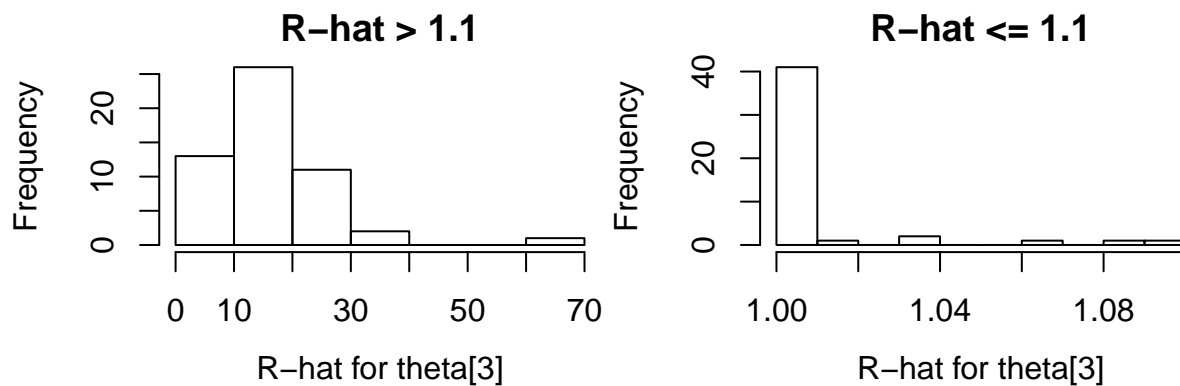 R−hat > 1.1
Frequency
0 10 20
0 10 30 50 70
R−hat for theta[3]
R−hat <= 1.1
Frequency
0 20 40
1.00 1.04 1.08
R−hat for theta[3]